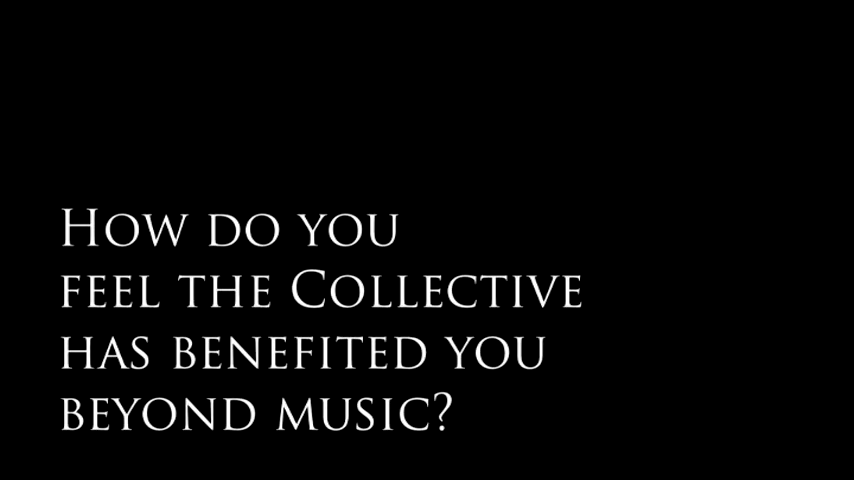 How do you
feel the Collective
has benefited you
beyond music?